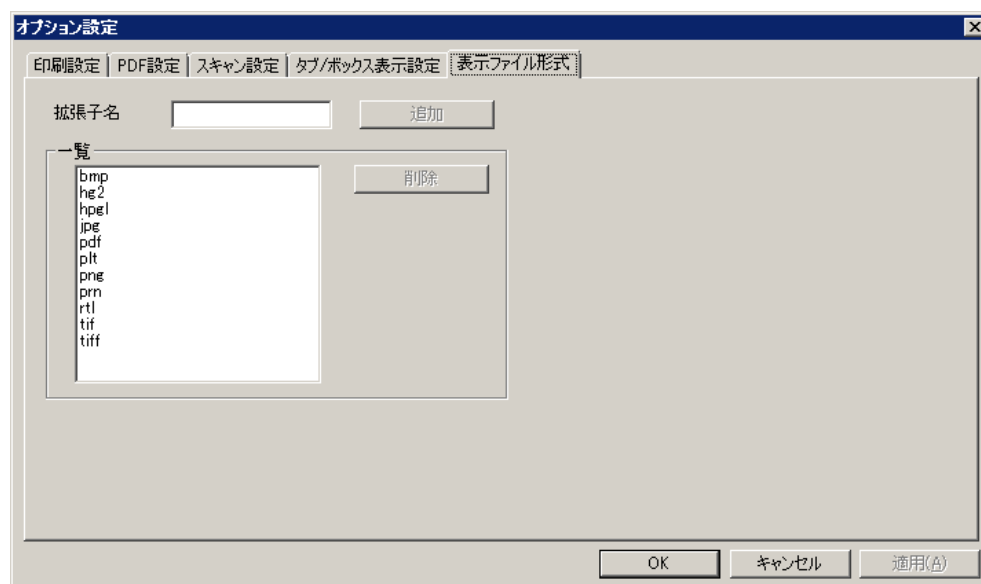 オプション設定
印刷設定 PDF設定 スキャン設定 タブ/ボックス表示設定 表示ファイル形式
拡張子名 追加
一覧
削除
bmp
hg2
hpgl
jpg
pdf
plt
png
prn
rtl
tif
tiff
OK キャンセル 適用(A)